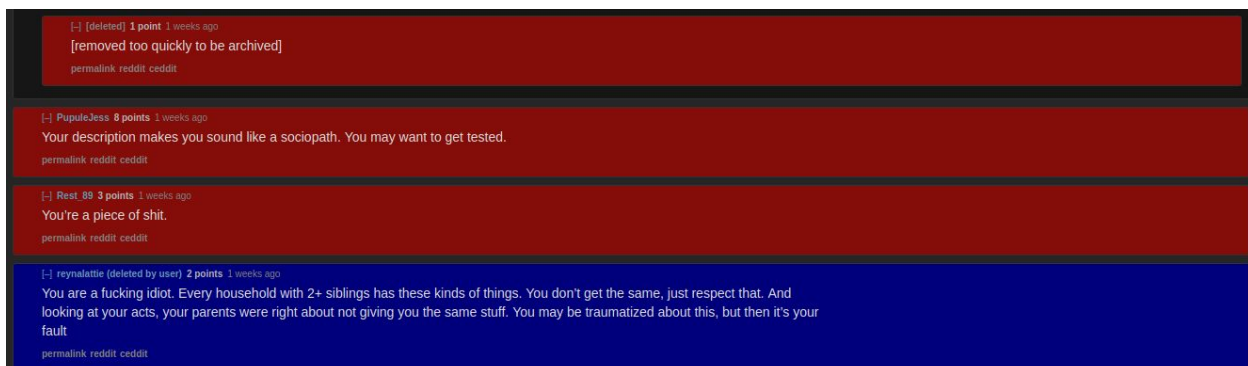 [–] [deleted] 1 point 1 weeks ago
[removed too quickly to be archived]
permalink reddit ceddit
[–] PupuleJess 8 points 1 weeks ago
Your description makes you sound like a sociopath. You may want to get tested.
permalink reddit ceddit
[–] Rest_89 3 points 1 weeks ago
You’re a piece of shit.
permalink reddit ceddit
[–] reynalattie (deleted by user) 2 points 1 weeks ago
You are a fucking idiot. Every household with 2+ siblings has these kinds of things. You don’t get the same, just respect that. And
looking at your acts, your parents were right about not giving you the same stuff. You may be traumatized about this, but then it’s your
fault
permalink reddit ceddit